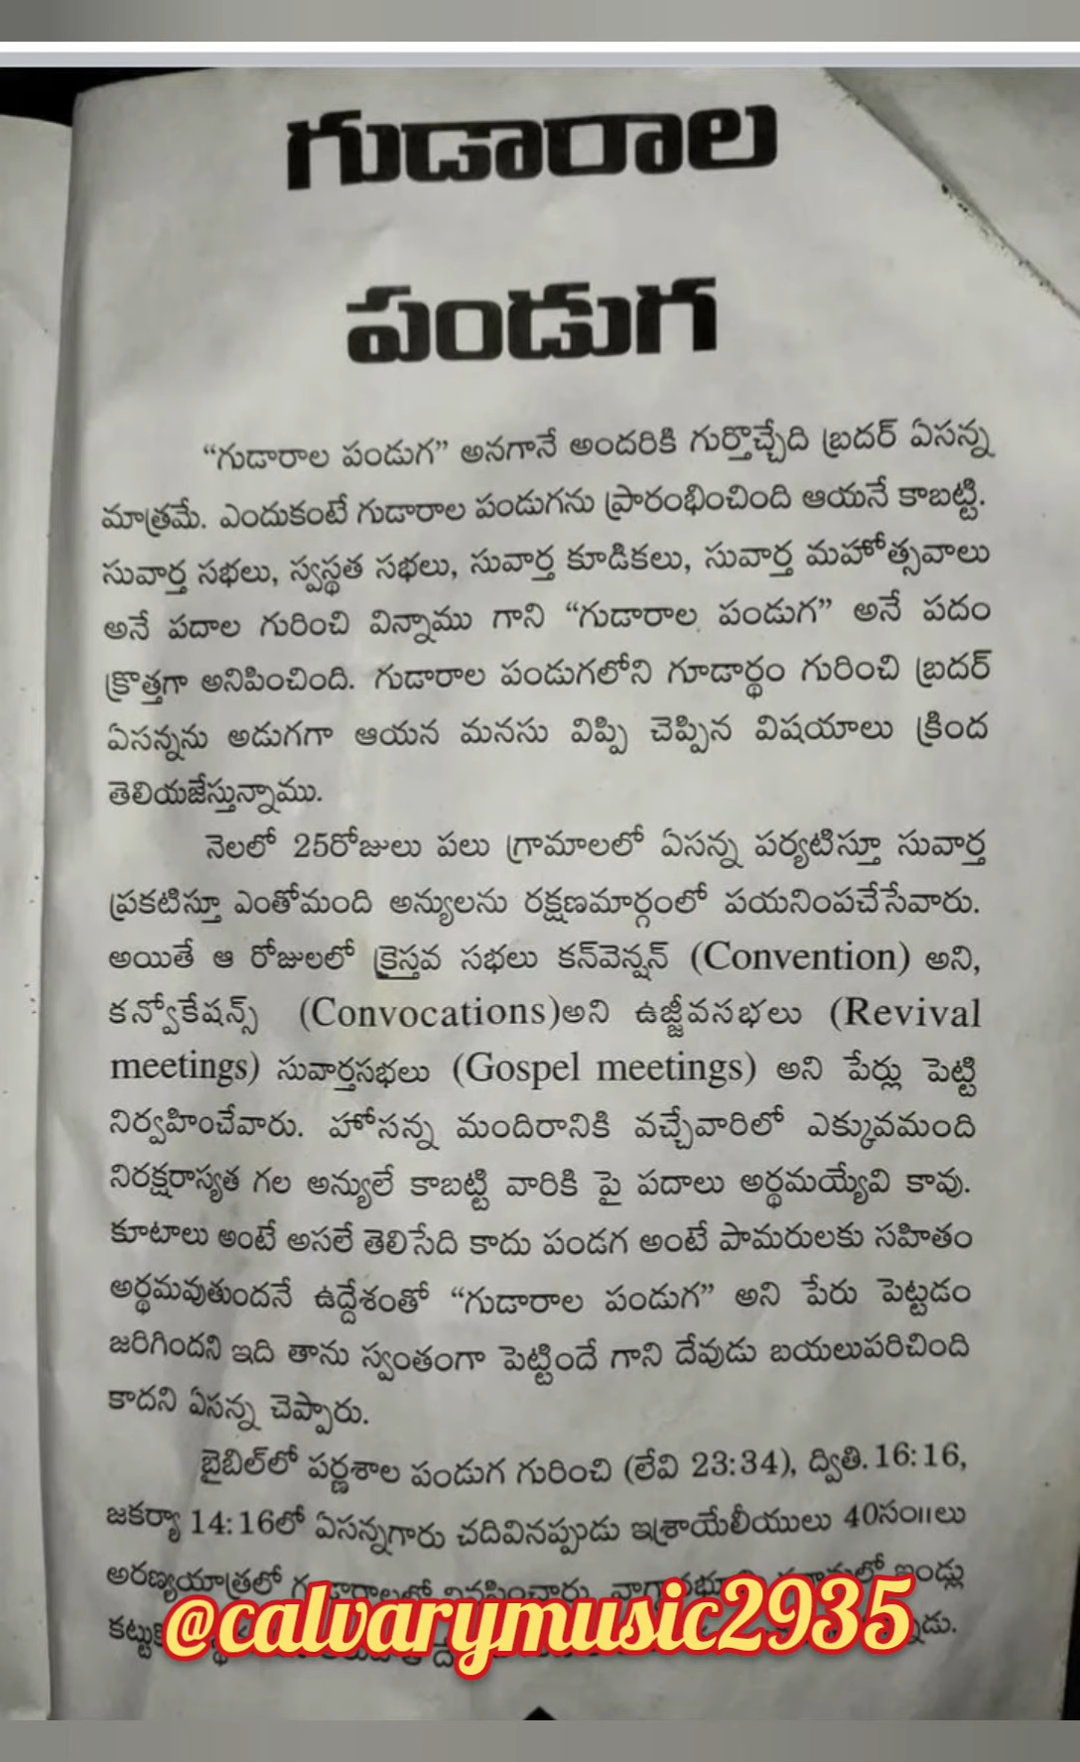 గుడారాల
పండుగ
“గుడారాల పండుగ” అనగానే అందరికి గుర్తొచ్చేది బ్రదర్ ఏసన్న
మాత్రమే. ఎందుకంటే గుడారాల పండుగను ప్రారంభించింది ఆయనే కాబట్టి.
సువార్త సభలు, స్వస్థత సభలు, సువార్త కూడికలు, సువార్త మహోత్సవాలు
అనే పదాల గురించి విన్నాము గాని “గుడారాల పండుగ” అనే పదం
క్రొత్తగా అనిపించింది. గుడారాల పండుగలోని గూడార్థం గురించి బ్రదర్
ఏసన్నను అడుగగా ఆయన మనసు విప్పి చెప్పిన విషయాలు క్రింద
తెలియజేస్తున్నాము.
నెలలో 25రోజులు పలు గ్రామాలలో ఏసన్న పర్యటిస్తూ సువార్త
ప్రకటిస్తూ ఎంతోమంది అన్యులను రక్షణమార్గంలో పయనింపచేసేవారు.
అయితే ఆ రోజులలో క్రైస్తవ సభలు కన్‌వెన్షన్ (Convention) అని,
కన్వోకేషన్స్ (Convocations)అని ఉజ్జీవసభలు (Revival
meetings) సువార్తసభలు (Gospel meetings) అని పేర్లు పెట్టి
నిర్వహించేవారు. హోసన్న మందిరానికి వచ్చేవారిలో ఎక్కువమంది
నిరక్షరాస్యత గల అన్యులే కాబట్టి వారికి పై పదాలు అర్థమయ్యేవి కావు.
కూటాలు అంటే అసలే తెలిసేది కాదు పండగ అంటే పామరులకు సహితం
అర్థమవుతుందనే ఉద్దేశంతో “గుడారాల పండుగ” అని పేరు పెట్టడం
జరిగిందని ఇది తాను స్వంతంగా పెట్టిందే గాని దేవుడు బయలుపరిచింది
కాదని ఏసన్న చెప్పారు.
బైబిల్‌లో పర్ణశాల పండుగ గురించి (లేవి 23:34), ద్వితి.16:16,
జకర్యా 14:16లో ఏసన్నగారు చదివినప్పుడు ఇశ్రాయేలీయులు 40సం॥లు
అరణ్యయాత్రలో గుడారాలలో నివసించారు. ఇండ్లు
@calvarymusic2935